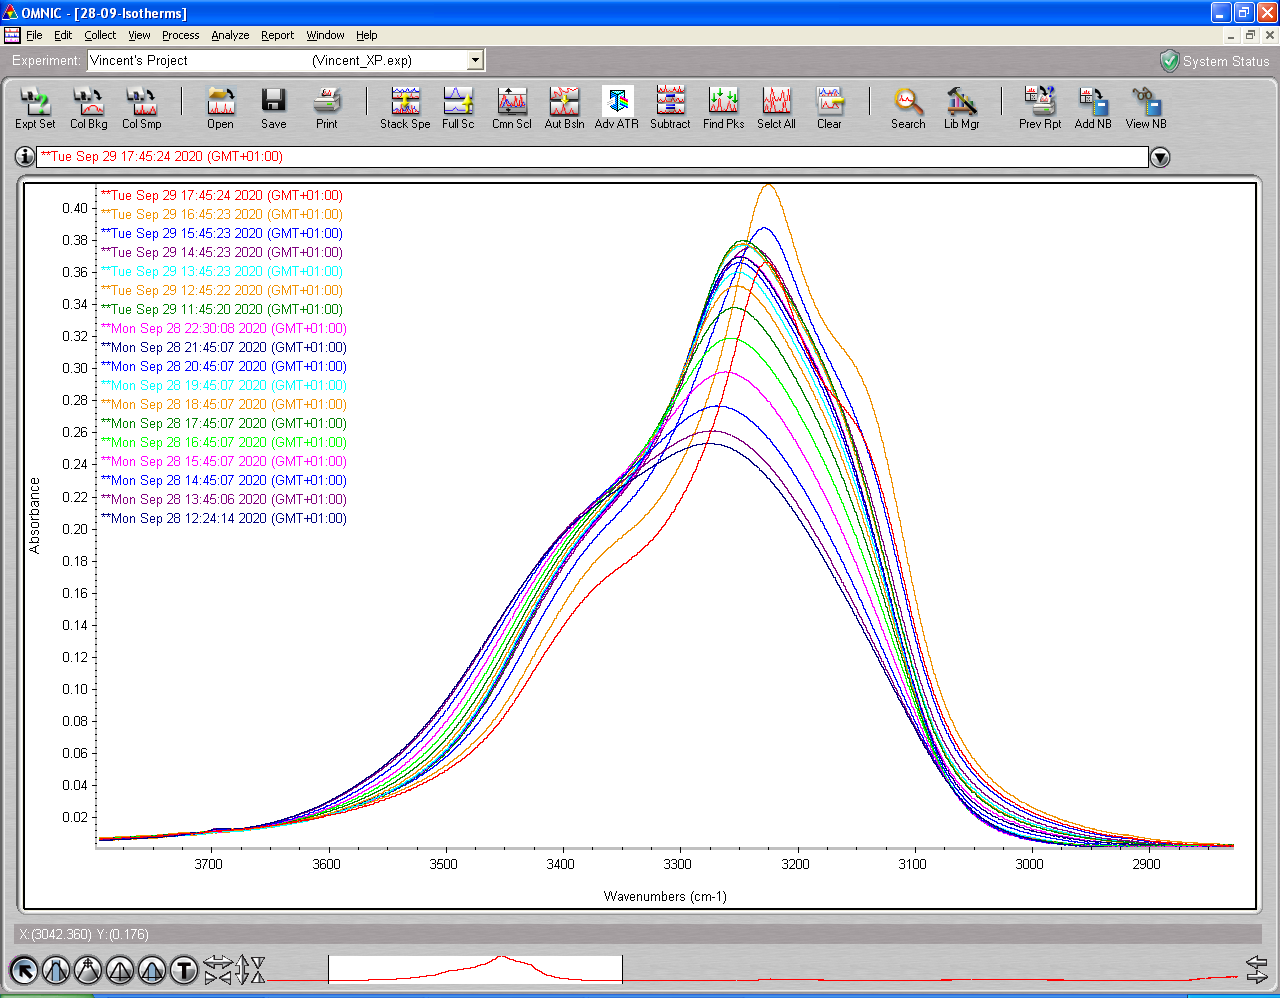 OMNIC - [28-09-Isotherms]
File Edit Collect View Process Analyze Report Window Help
Experiment: Vincent's Project (Vincent_XP.exp) System Status
Expt Set Col Bkg Col Smp Open Save Print Stack Spe Full Sc Cmn Scl Aut Bsln Adv ATR Subtract Find Pks Selct All Clear Search Lib Mgr Prev Rpt Add NB View NB
**Tue Sep 29 17:45:24 2020 (GMT+01:00)
**Tue Sep 29 17:45:24 2020 (GMT+01:00)
**Tue Sep 29 16:45:23 2020 (GMT+01:00)
**Tue Sep 29 15:45:23 2020 (GMT+01:00)
**Tue Sep 29 14:45:23 2020 (GMT+01:00)
**Tue Sep 29 13:45:23 2020 (GMT+01:00)
**Tue Sep 29 12:45:22 2020 (GMT+01:00)
**Tue Sep 29 11:45:20 2020 (GMT+01:00)
**Mon Sep 28 22:30:08 2020 (GMT+01:00)
**Mon Sep 28 21:45:07 2020 (GMT+01:00)
**Mon Sep 28 20:45:07 2020 (GMT+01:00)
**Mon Sep 28 19:45:07 2020 (GMT+01:00)
**Mon Sep 28 18:45:07 2020 (GMT+01:00)
**Mon Sep 28 17:45:07 2020 (GMT+01:00)
**Mon Sep 28 16:45:07 2020 (GMT+01:00)
**Mon Sep 28 15:45:07 2020 (GMT+01:00)
**Mon Sep 28 14:45:07 2020 (GMT+01:00)
**Mon Sep 28 13:45:06 2020 (GMT+01:00)
**Mon Sep 28 12:24:14 2020 (GMT+01:00)
0.40
0.38
0.36
0.34
0.32
0.30
0.28
0.26
0.24
0.22
0.20
0.18
0.16
0.14
0.12
0.10
0.08
0.06
0.04
0.02
Absorbance
3700 3600 3500 3400 3300 3200 3100 3000 2900
Wavenumbers (cm-1)
X:(3042.360) Y:(0.176)
T